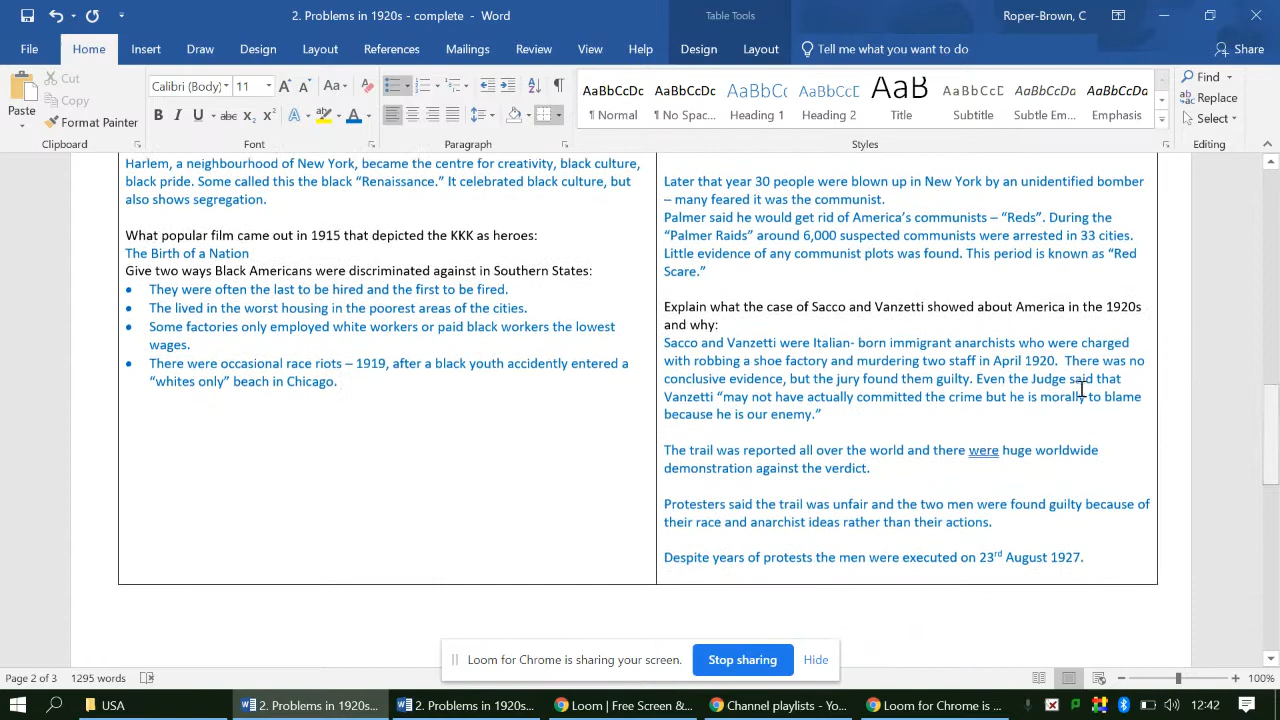 2. Problems in 1920s - complete - Word
Table Tools
Roper-Brown, C
File Home Insert Draw Design Layout References Mailings Review View Help Design Layout Tell me what you want to do Share
Paste
Cut
Copy
Format Painter
Clipboard
Calibri (Body) 11
Font
Paragraph
AaBbCcDc AaBbCcDc AaBbCc AaBbCcD AaB AaBbCcD AaBbCcDc AaBbCcDc
¶ Normal ¶ No Spac... Heading 1 Heading 2 Title Subtitle Subtle Em... Emphasis
Styles
Find
Replace
Select
Editing
Harlem, a neighbourhood of New York, became the centre for creativity, black culture,
black pride. Some called this the black “Renaissance.” It celebrated black culture, but
also shows segregation.
What popular film came out in 1915 that depicted the KKK as heroes:
The Birth of a Nation
Give two ways Black Americans were discriminated against in Southern States:
• They were often the last to be hired and the first to be fired.
• The lived in the worst housing in the poorest areas of the cities.
• Some factories only employed white workers or paid black workers the lowest
wages.
• There were occasional race riots – 1919, after a black youth accidently entered a
“whites only” beach in Chicago.
Later that year 30 people were blown up in New York by an unidentified bomber
– many feared it was the communist.
Palmer said he would get rid of America’s communists – “Reds”. During the
“Palmer Raids” around 6,000 suspected communists were arrested in 33 cities.
Little evidence of any communist plots was found. This period is known as “Red
Scare.”
Explain what the case of Sacco and Vanzetti showed about America in the 1920s
and why:
Sacco and Vanzetti were Italian- born immigrant anarchists who were charged
with robbing a shoe factory and murdering two staff in April 1920. There was no
conclusive evidence, but the jury found them guilty. Even the Judge said that
Vanzetti “may not have actually committed the crime but he is morally to blame
because he is our enemy.”
The trail was reported all over the world and there were huge worldwide
demonstration against the verdict.
Protesters said the trail was unfair and the two men were found guilty because of
their race and anarchist ideas rather than their actions.
Despite years of protests the men were executed on 23rd August 1927.
Loom for Chrome is sharing your screen. Stop sharing Hide
Page 2 of 3 1295 words 100%
USA 2. Problems in 1920s... 2. Problems in 1920s... Loom | Free Screen &... Channel playlists - Yo... Loom for Chrome is ... 12:42